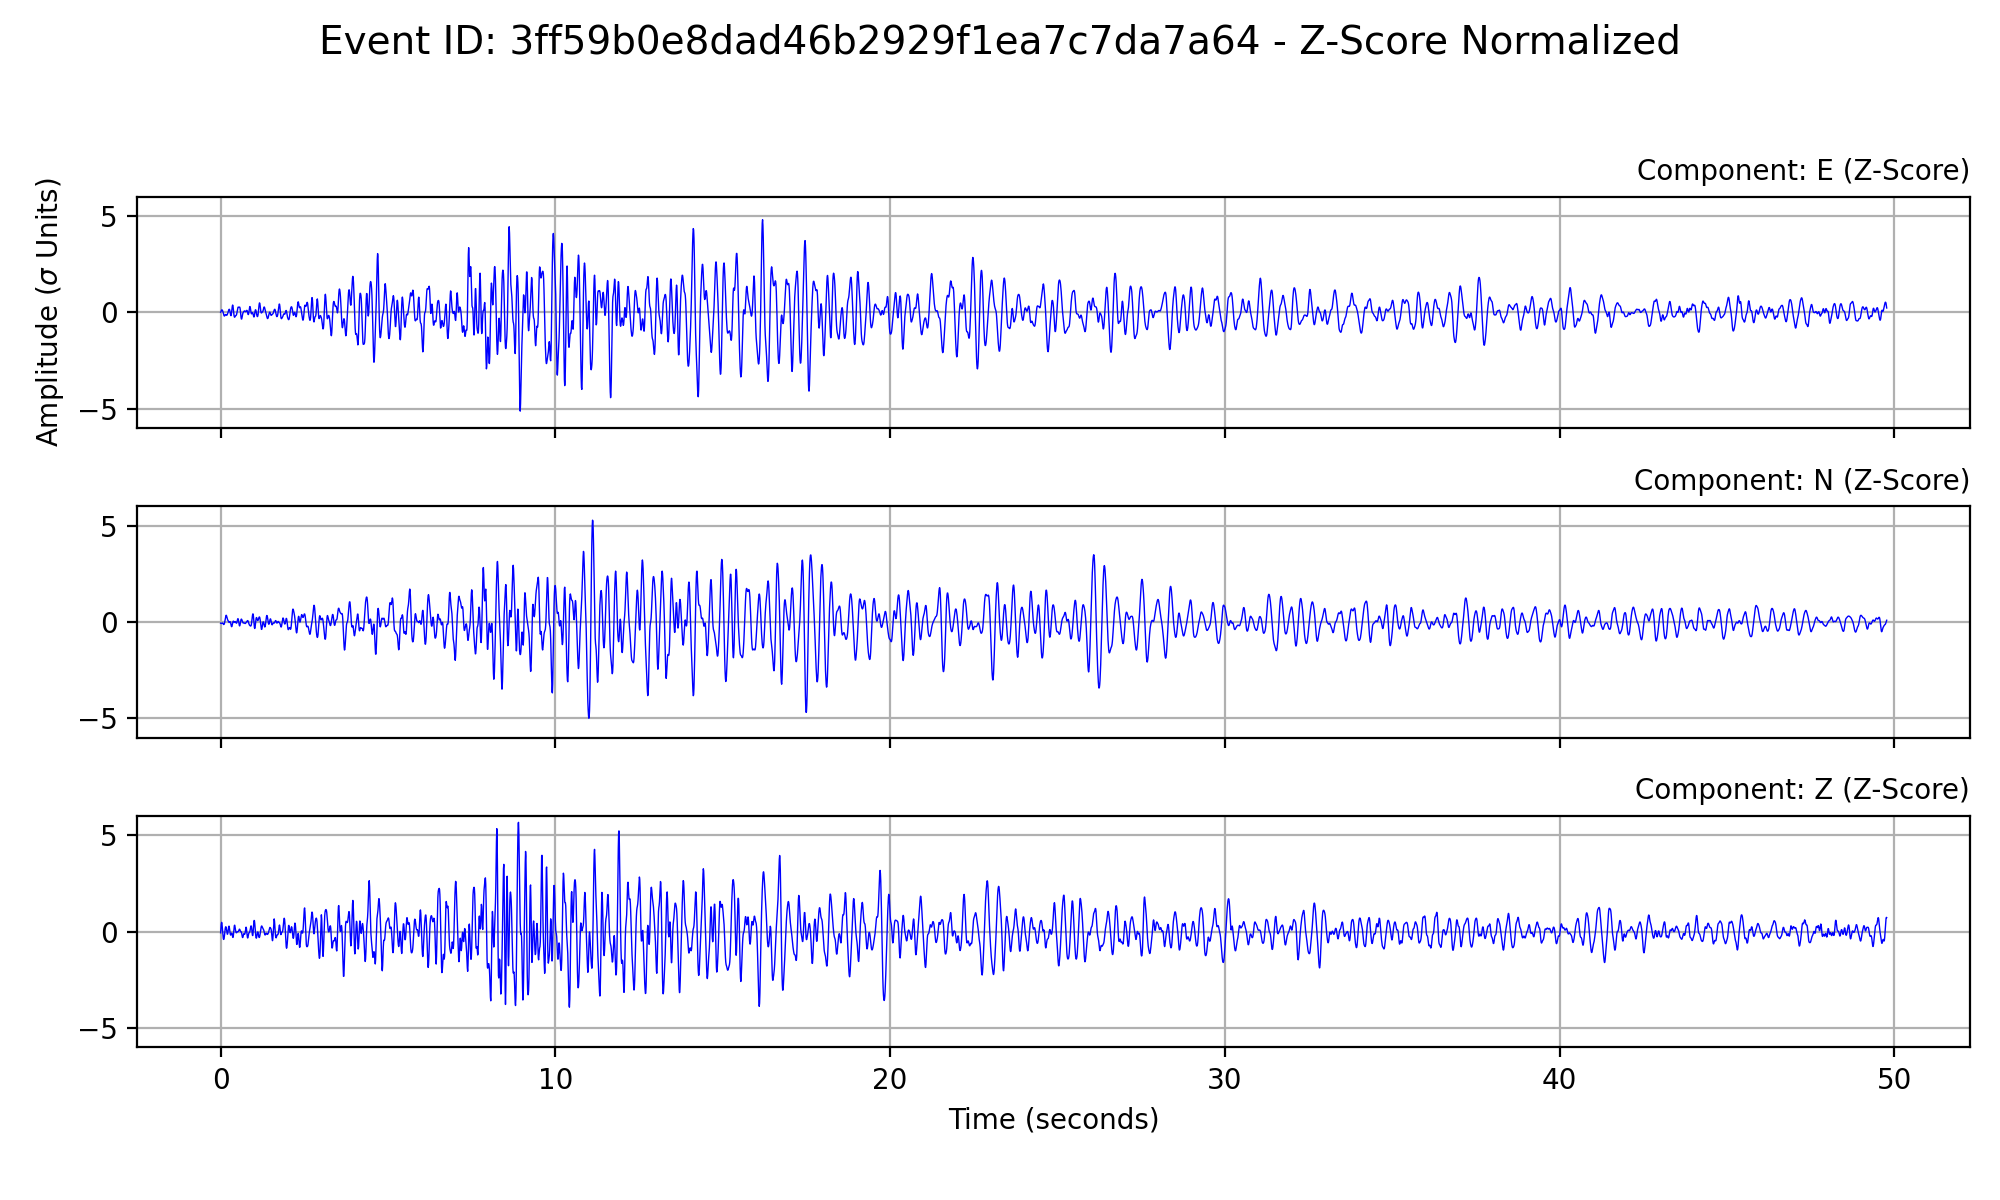 Event ID: 3ff59b0e8dad46b2929f1ea7c7da7a64 - Z-Score Normalized
Component: E (Z-Score)
Amplitude (σ Units)
5
0
−5
Component: N (Z-Score)
5
0
−5
Component: Z (Z-Score)
5
0
−5
0 10 20 30 40 50
Time (seconds)